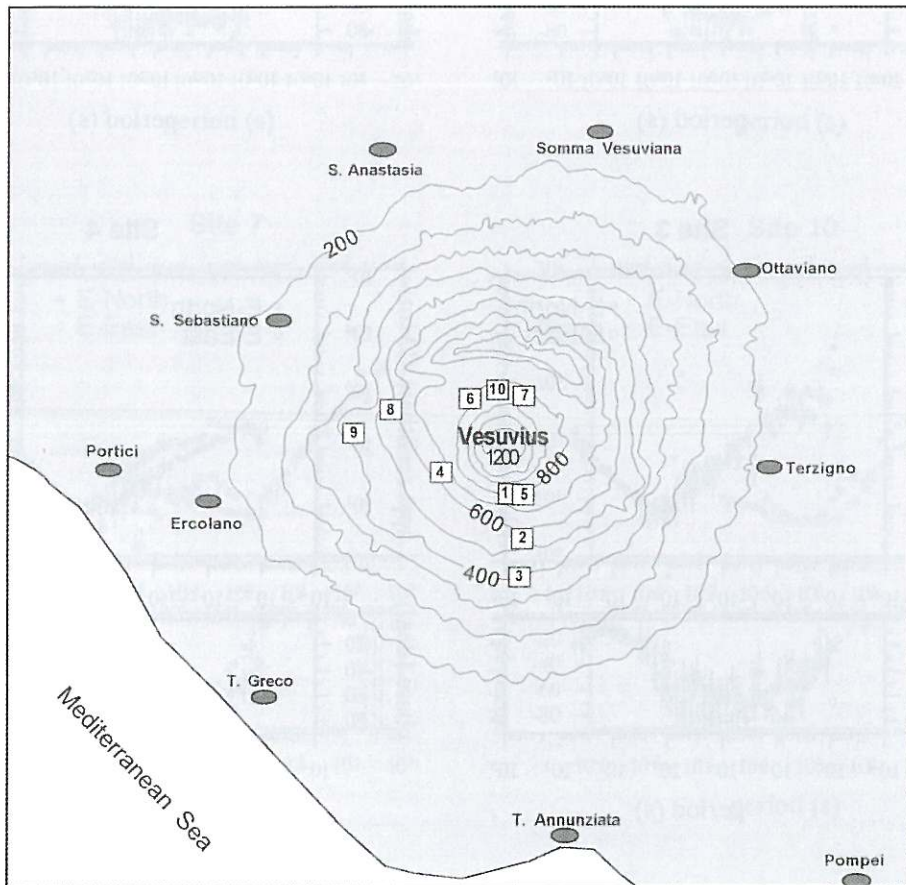 Somma Vesuviana
S. Anastasia
200
Ottaviano
S. Sebastiano
10
6
7
8
9
Vesuvius
1200
800
Portici
4
Terzigno
1
5
Ercolano
600
2
400
3
T. Greco
Mediterranean Sea
T. Annunziata
Pompei